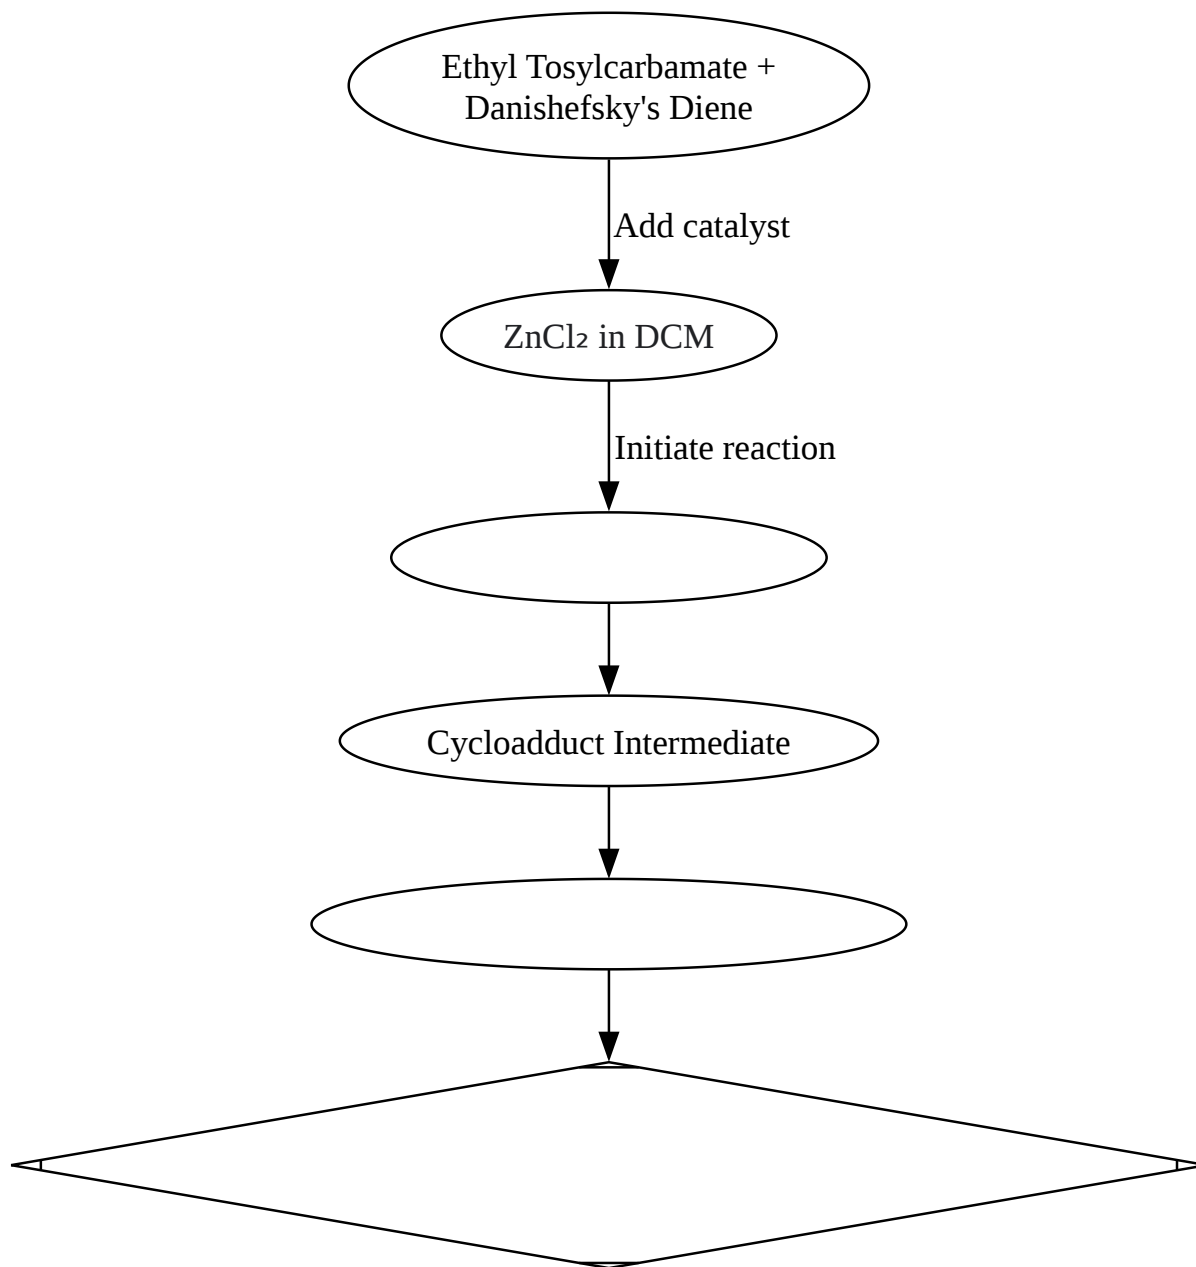 Ethyl Tosylcarbamate +
Danishefsky's Diene
Add catalyst
ZnCl₂ in DCM
Initiate reaction
Cycloadduct Intermediate